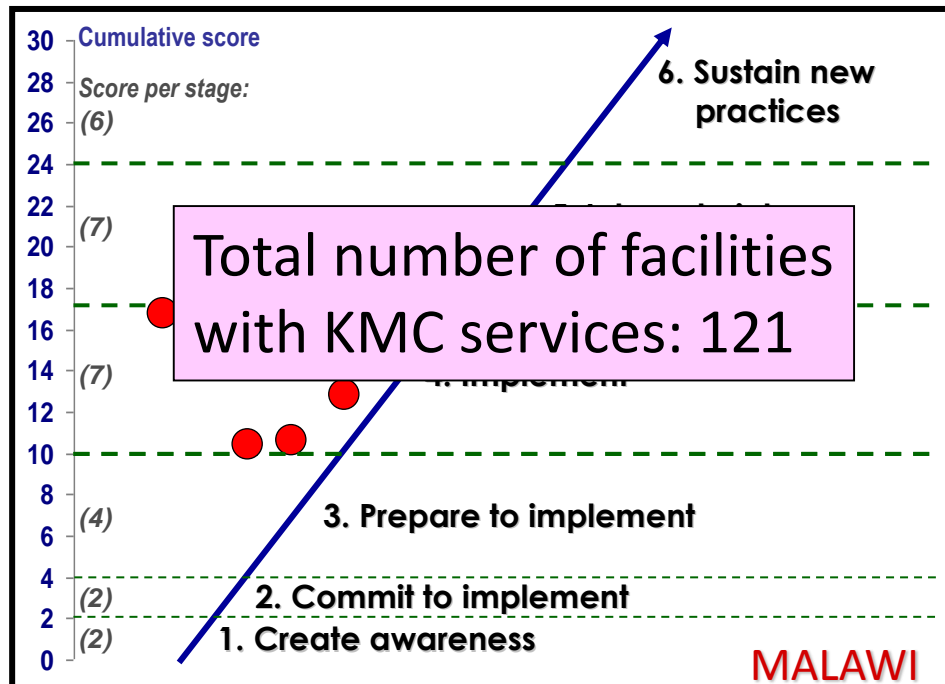 30 Cumulative score
28 Score per stage:
26 (6)
6. Sustain new
practices
24
22
20 (7)
18
16
Total number of facilities
with KMC services: 121
14 (7)
4. Implement
12
10
8
6 (4)
3. Prepare to implement
4
(2) 2. Commit to implement
2
(2) 1. Create awareness
0
MALAWI